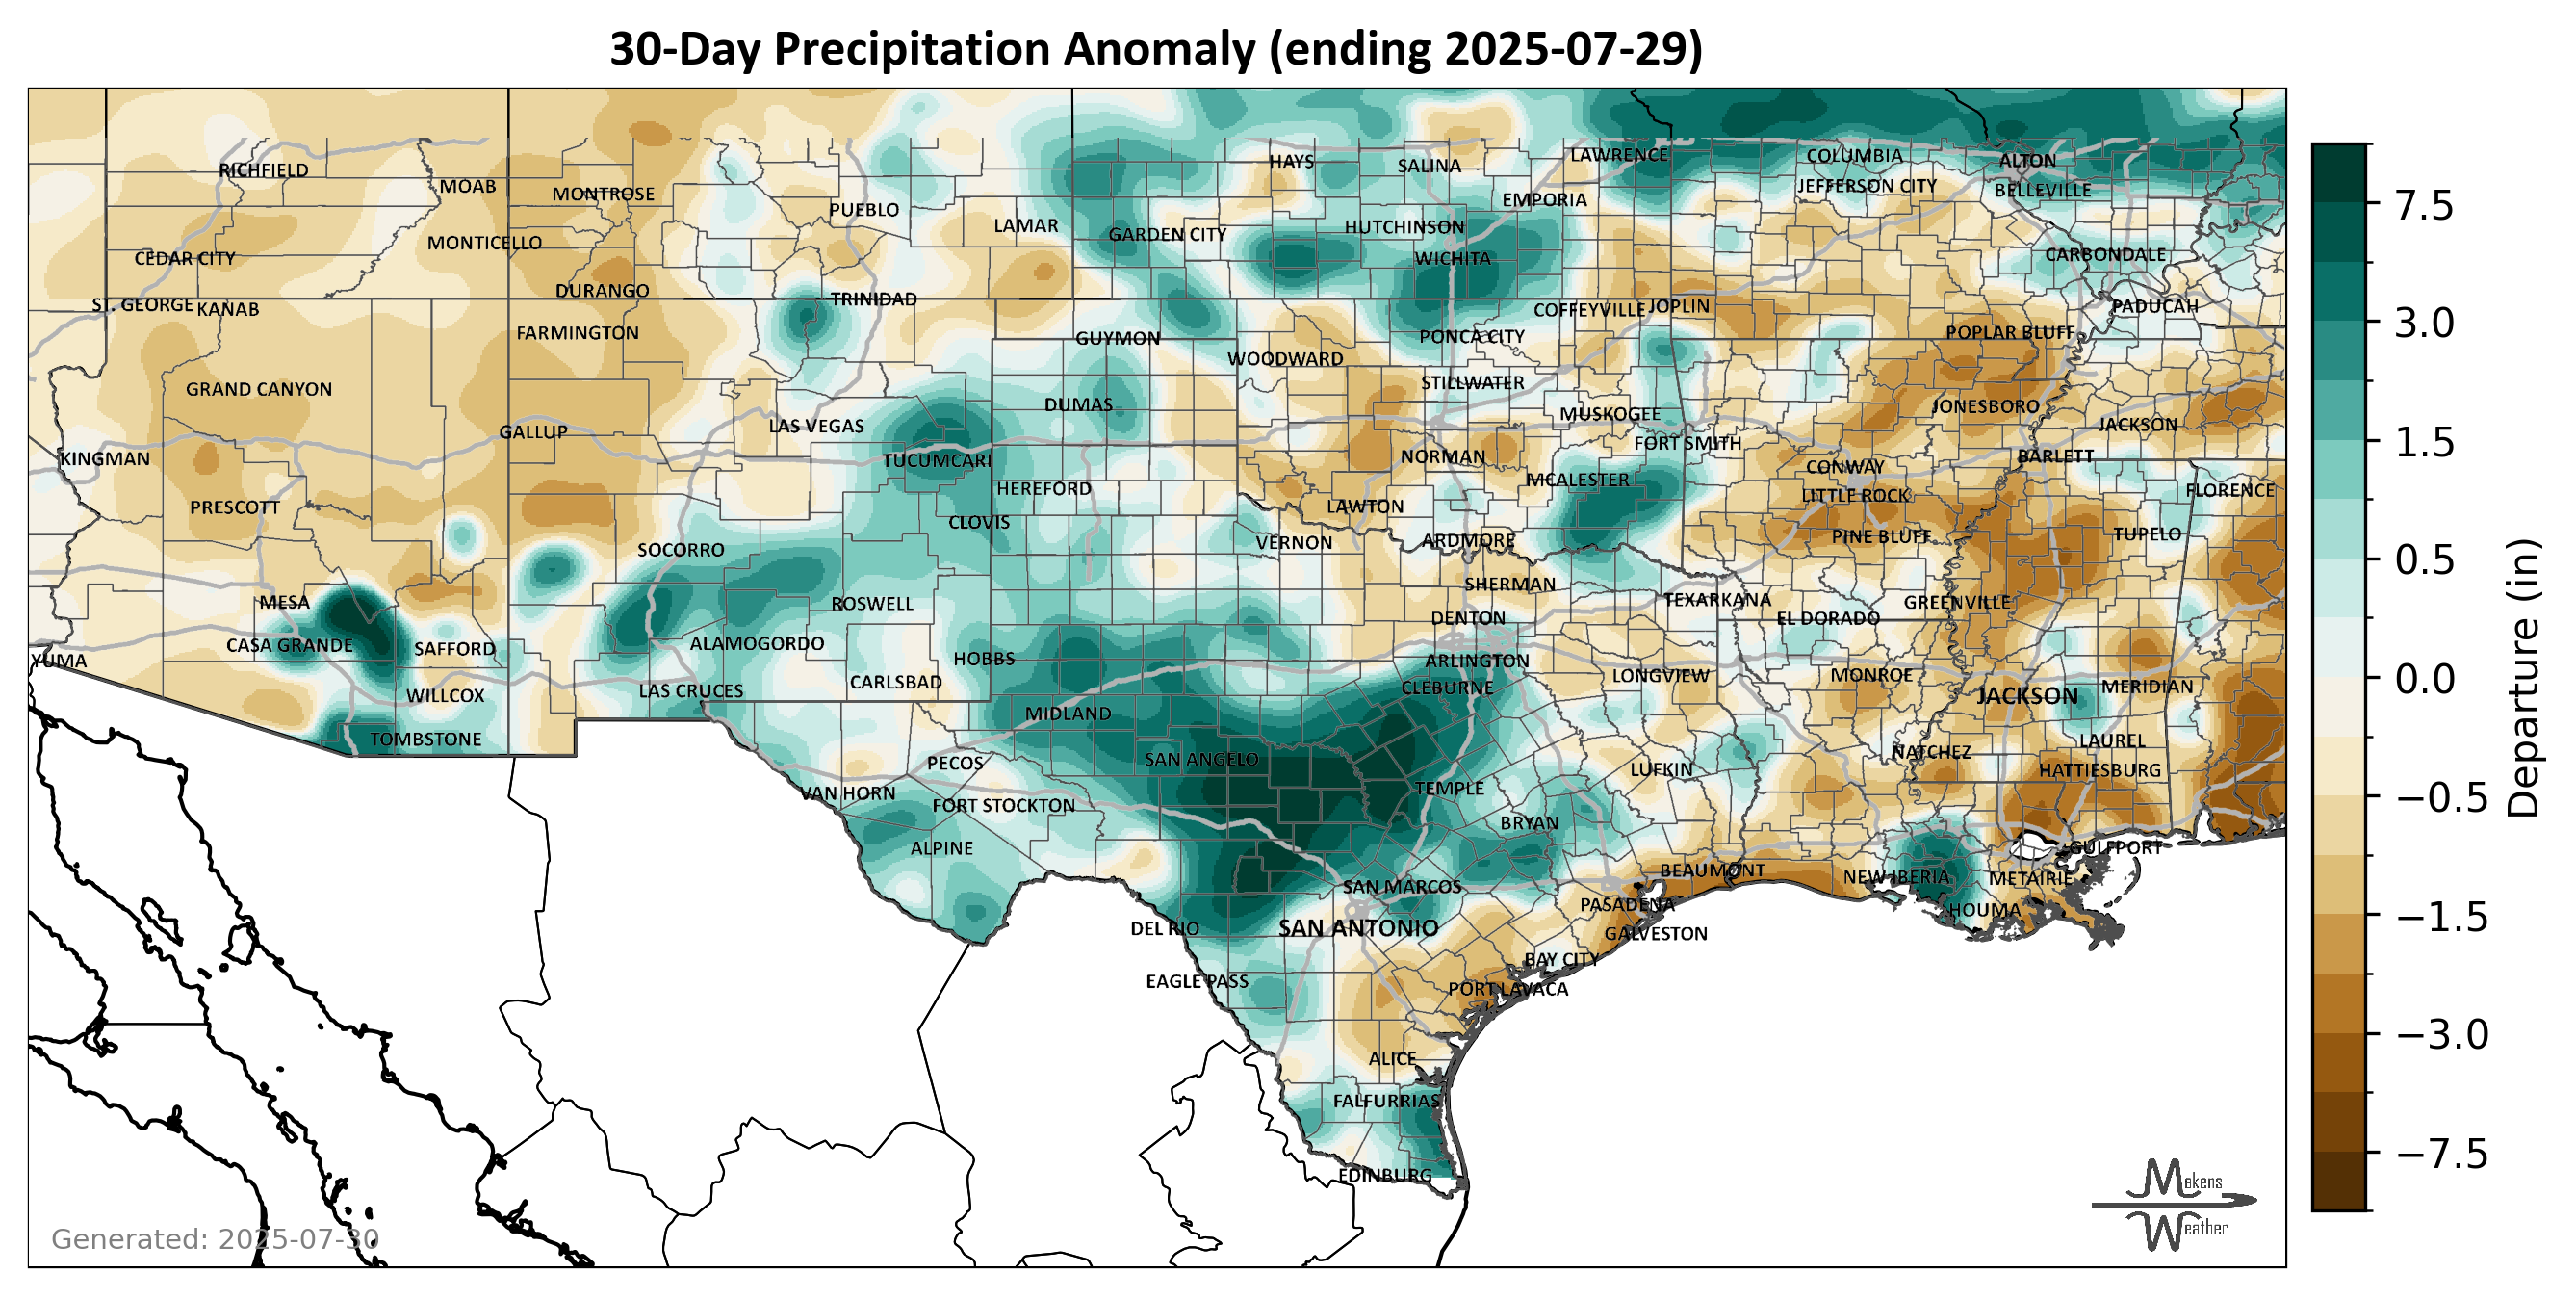 30-Day Precipitation Anomaly (ending 2025-07-29)
RICHFIELD
MOAB
MONTROSE
PUEBLO
LAMAR
HAYS
SALINA
LAWRENCE
COLUMBIA
ALTON
JEFFERSON CITY
BELLEVILLE
EMPORIA
MONTICELLO
GARDEN CITY
HUTCHINSON
CEDAR CITY
WICHITA
CARBONDALE
DURANGO
TRINIDAD
ST. GEORGE
KANAB
COFFEYVILLE
JOPLIN
PADUCAH
FARMINGTON
GUYMON
PONCA CITY
POPLAR BLUFF
WOODWARD
GRAND CANYON
STILLWATER
DUMAS
MUSKOGEE
JONESBORO
LAS VEGAS
JACKSON
GALLUP
FORT SMITH
KINGMAN
TUCUMCARI
NORMAN
BARLETT
CONWAY
HEREFORD
MCALESTER
LITTLE ROCK
FLORENCE
PRESCOTT
LAWTON
CLOVIS
PINE BLUFF
TUPELO
SOCORRO
VERNON
ARDMORE
SHERMAN
MESA
ROSWELL
TEXARKANA
GREENVILLE
DENTON
EL DORADO
CASA GRANDE
SAFFORD
ALAMOGORDO
YUMA
HOBBS
ARLINGTON
LONGVIEW
MONROE
WILLCOX
LAS CRUCES
CARLSBAD
CLEBURNE
JACKSON
MERIDIAN
MIDLAND
TOMBSTONE
SAN ANGELO
NATCHEZ
LAUREL
PECOS
LUFKIN
HATTIESBURG
VAN HORN
FORT STOCKTON
TEMPLE
BRYAN
ALPINE
GULFPORT
BEAUMONT
NEW IBERIA
METAIRIE
SAN MARCOS
PASADENA
HOUMA
DEL RIO
SAN ANTONIO
GALVESTON
BAY CITY
EAGLE PASS
PORT LAVACA
ALICE
FALFURRIAS
EDINBURG
Generated: 2025-07-30
Makens
Weather
7.5
3.0
1.5
0.5
0.0
−0.5
−1.5
−3.0
−7.5
Departure (in)